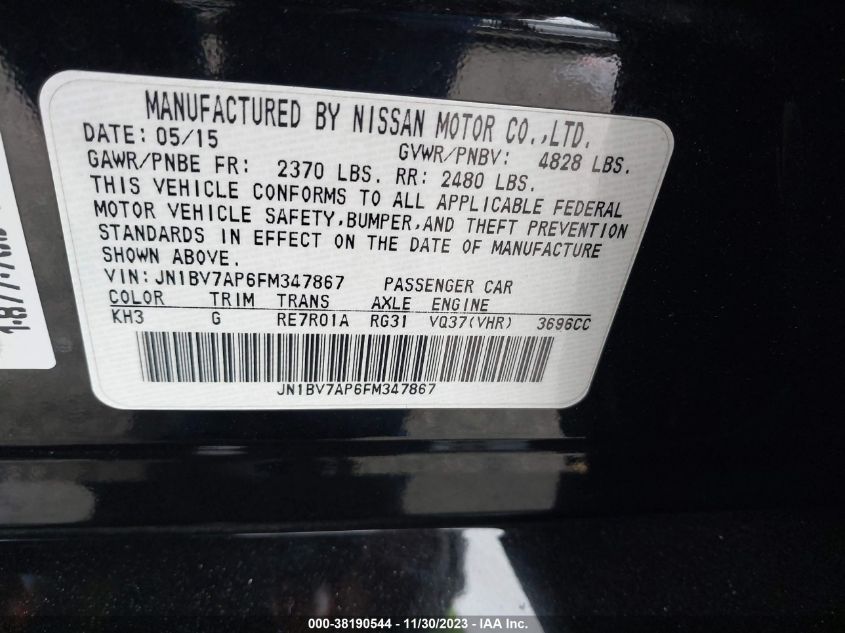 MANUFACTURED BY NISSAN MOTOR CO.,LTD.
DATE: 05/15 GVWR/PNBV: 4828 LBS.
GAWR/PNBE FR: 2370 LBS. RR: 2480 LBS.
THIS VEHICLE CONFORMS TO ALL APPLICABLE FEDERAL
MOTOR VEHICLE SAFETY,BUMPER,AND THEFT PREVENTION
STANDARDS IN EFFECT ON THE DATE OF MANUFACTURE
SHOWN ABOVE.
VIN: JN1BV7AP6FM347867 PASSENGER CAR
COLOR TRIM TRANS AXLE ENGINE
KH3 G RE7R01A RG31 VQ37(VHR) 3696CC
JN1BV7AP6FM347867
000-38190544 - 11/30/2023 - IAA Inc.